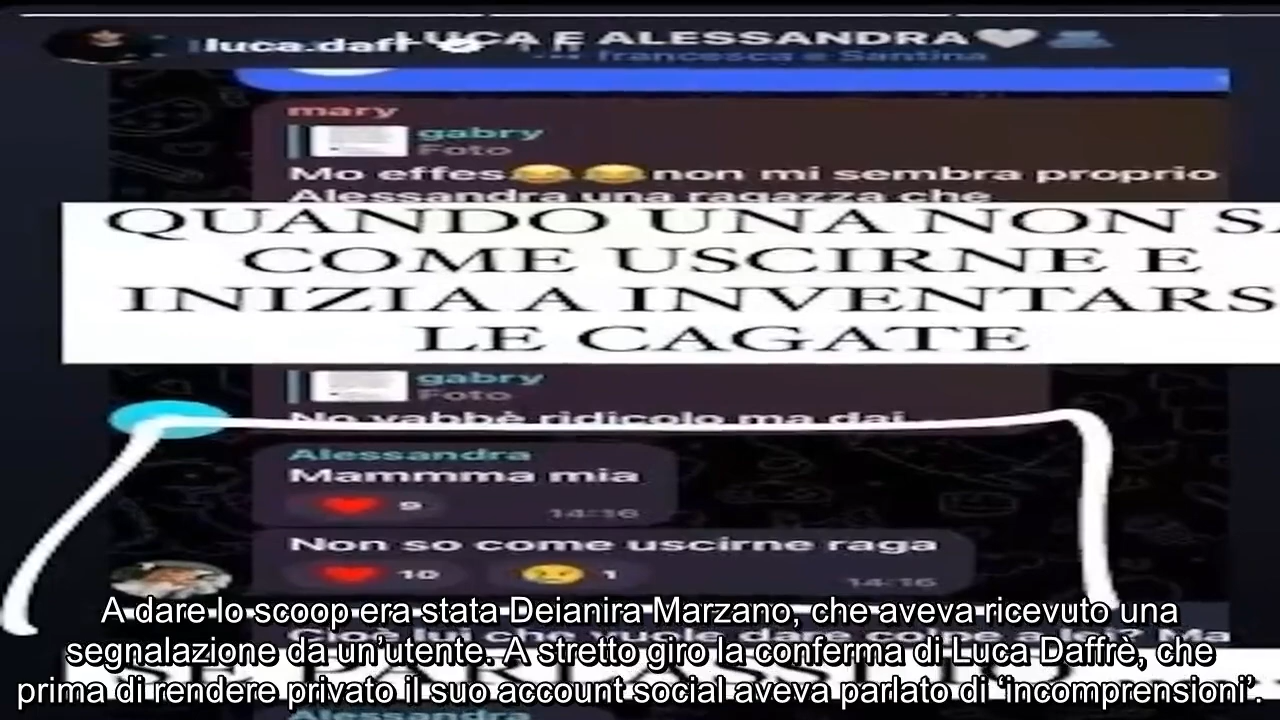 luca.daff LUCA E ALESSANDRA
francesca e Santina
mary
gabry
Foto
Mo effes😂😂non mi sembra proprio
Alessandra una ragazza che
QUANDO UNA NON SA
COME USCIRNE E
INIZIA A INVENTARS
LE CAGATE
gabry
Foto
No vabbè ridicolo ma dai
Alessandra
Mammma mia
❤ 9 14:16
Non so come uscirne raga
❤ 10 😢 1 14:16
A dare lo scoop era stata Deianira Marzano, che aveva ricevuto una
segnalazione da un'utente. A stretto giro la conferma di Luca Daffrè, che
prima di rendere privato il suo account social aveva parlato di 'incomprensioni'.
Alessandra